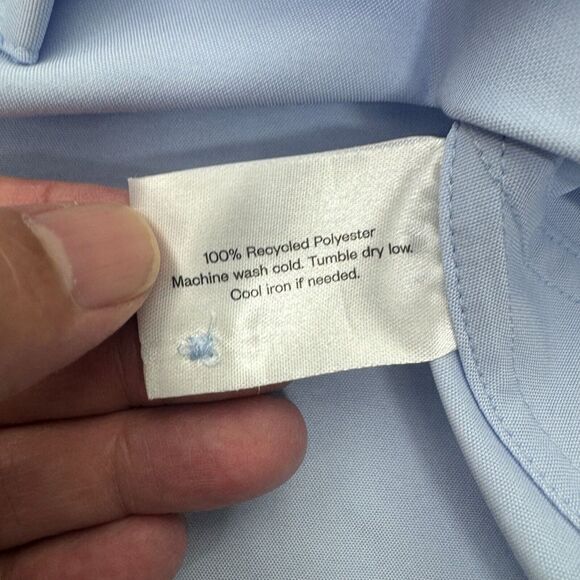 100% Recycled Polyester
Machine wash cold. Tumble dry low.
Cool iron if needed.